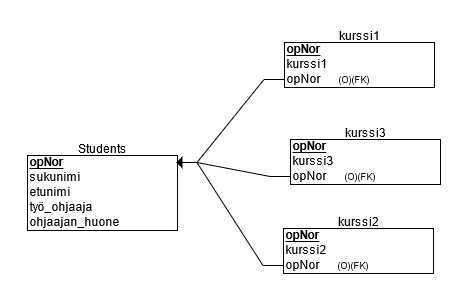 kurssi1
opNor
kurssi1
opNor (O)(FK)
kurssi3
opNor
kurssi3
opNor (O)(FK)
Students
opNor
sukunimi
etunimi
työ_ohjaaja
ohjaajan_huone
kurssi2
opNor
kurssi2
opNor (O)(FK)